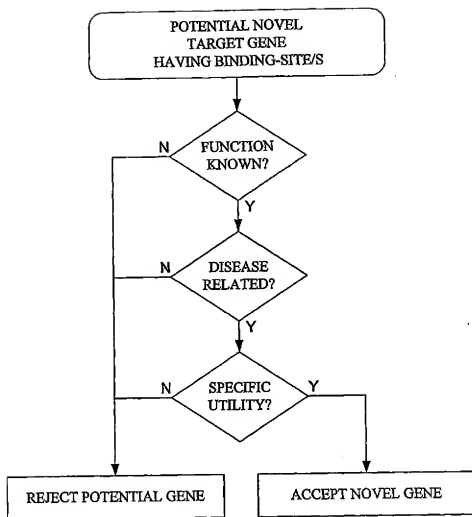 POTENTIAL NOVEL
TARGET GENE
HAVING BINDING-SITE/S
N
FUNCTION
KNOWN?
Y
N
DISEASE
RELATED?
Y
N
SPECIFIC
UTILITY?
Y
REJECT POTENTIAL GENE
ACCEPT NOVEL GENE